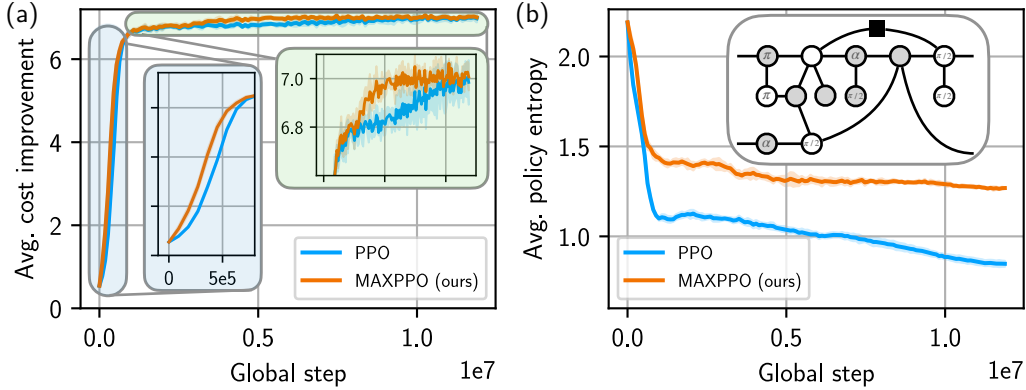 (a)
Avg. cost improvement
6
4
2
0
7.0
6.8
0
5e5
PPO
MAXPPO (ours)
0.0
0.5
1.0
1e7
Global step
(b)
Avg. policy entropy
2.0
1.5
1.0
π
α
π/2
π
α/2
π/2
α
π/2
PPO
MAXPPO (ours)
0.0
0.5
1.0
1e7
Global step